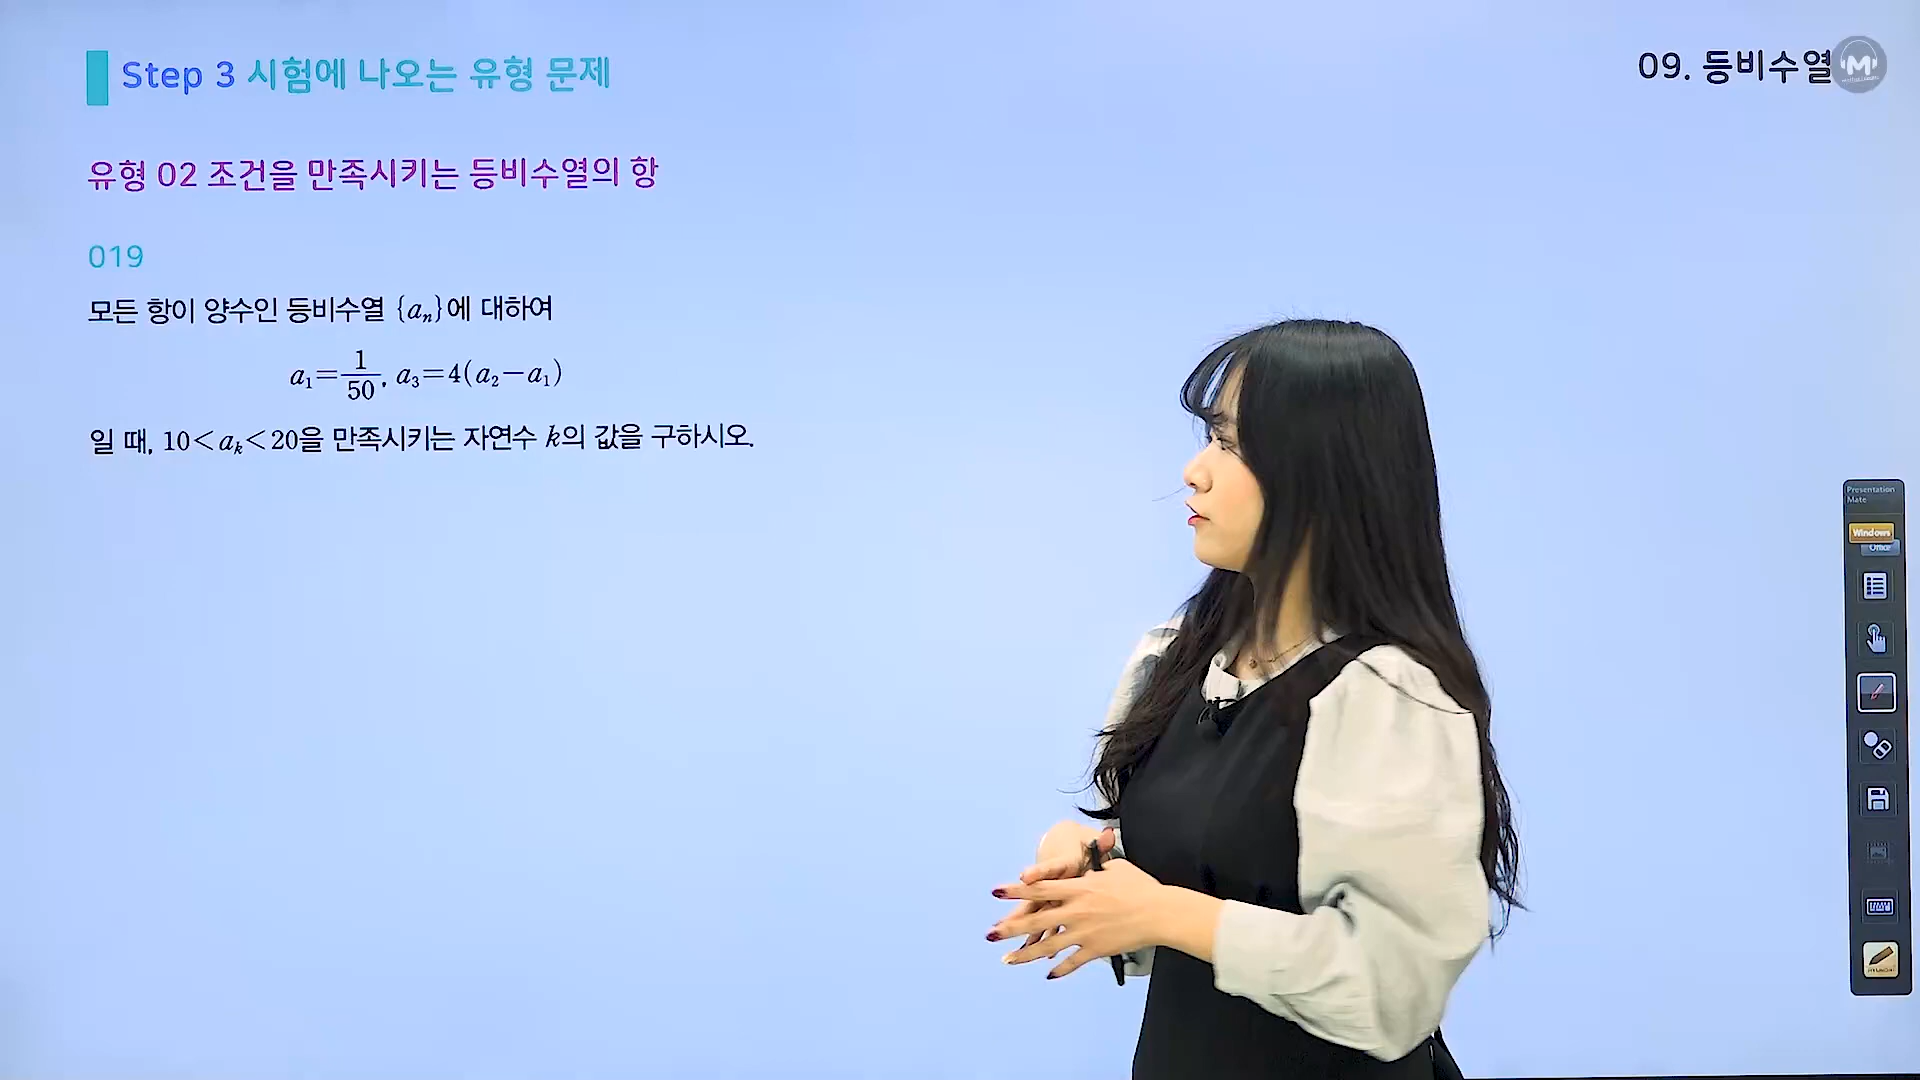 Step 3 시험에 나오는 유형 문제
09. 등비수열
유형 02 조건을 만족시키는 등비수열의 항
019
모든 항이 양수인 등비수열 {aₙ}에 대하여
a₁=1/50, a₃=4(a₂−a₁)
일 때, 10<aₖ<20을 만족시키는 자연수 k의 값을 구하시오.
Presentation
Mate
Windows
Office